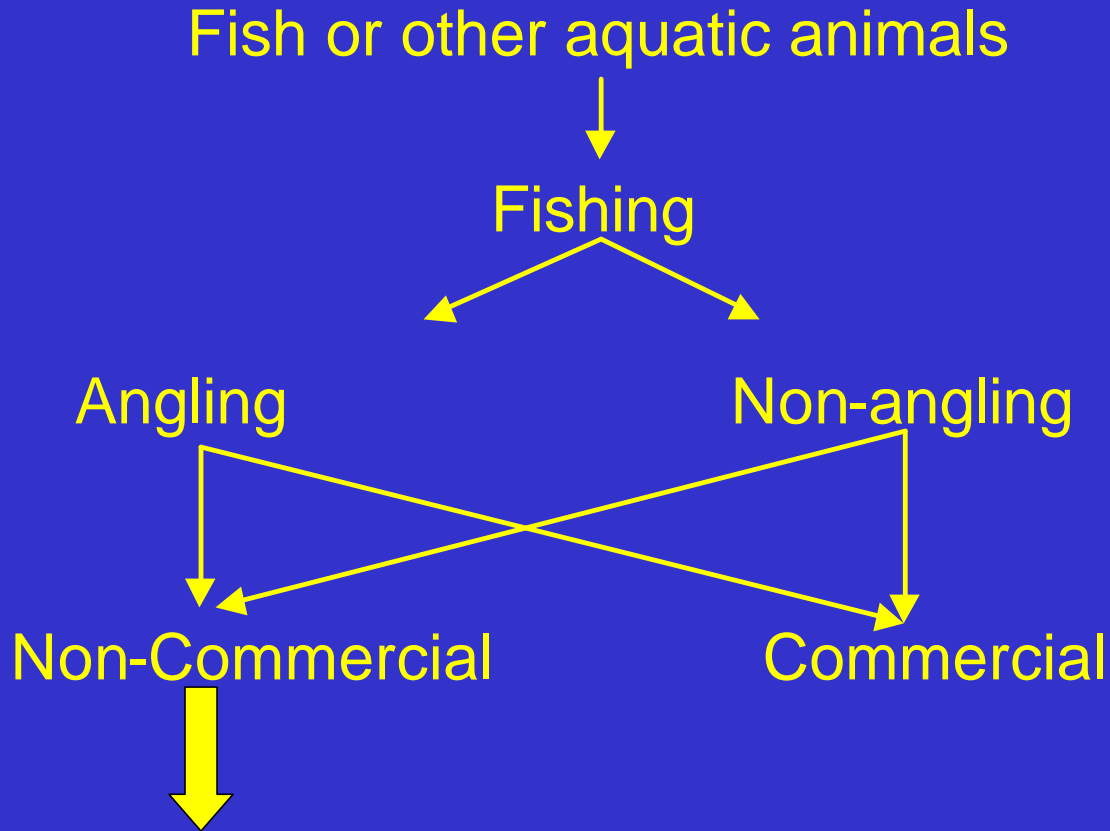 Fish or other aquatic animals
Fishing
Angling
Non-angling
Non-Commercial
Commercial